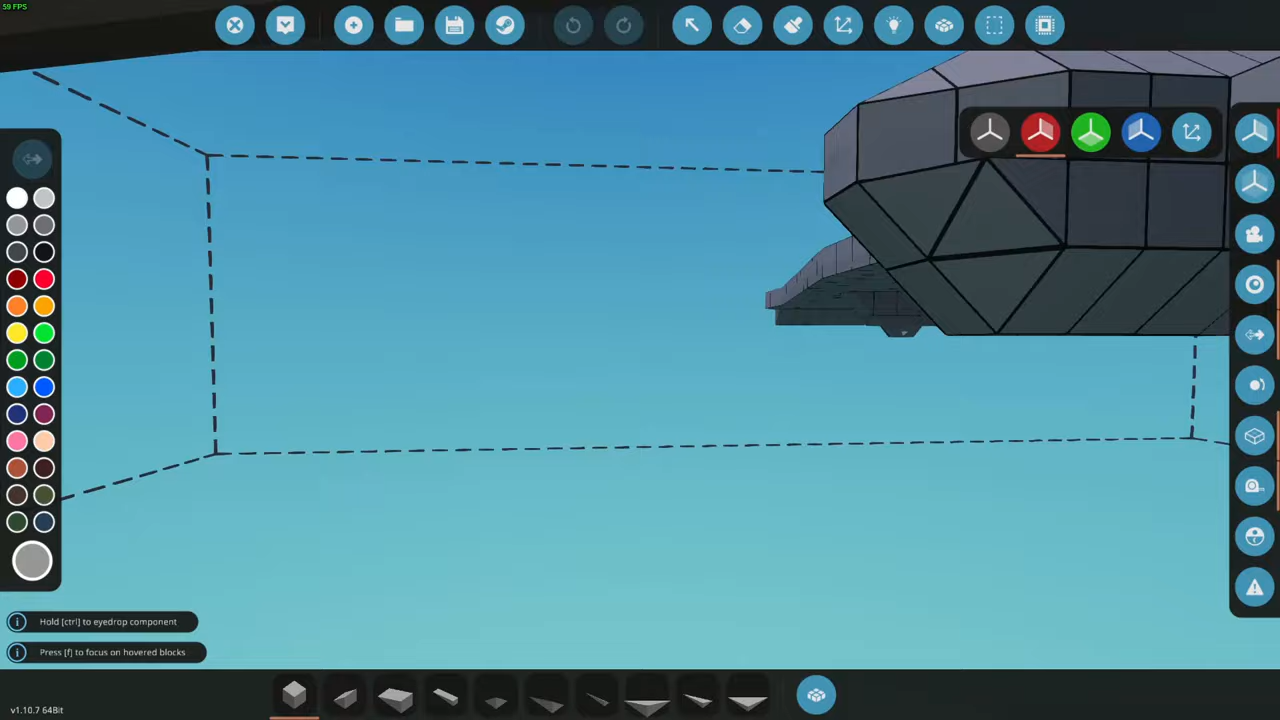 59 FPS
Hold [ctrl] to eyedrop component
Press [f] to focus on hovered blocks
v1.10.7 64Bit